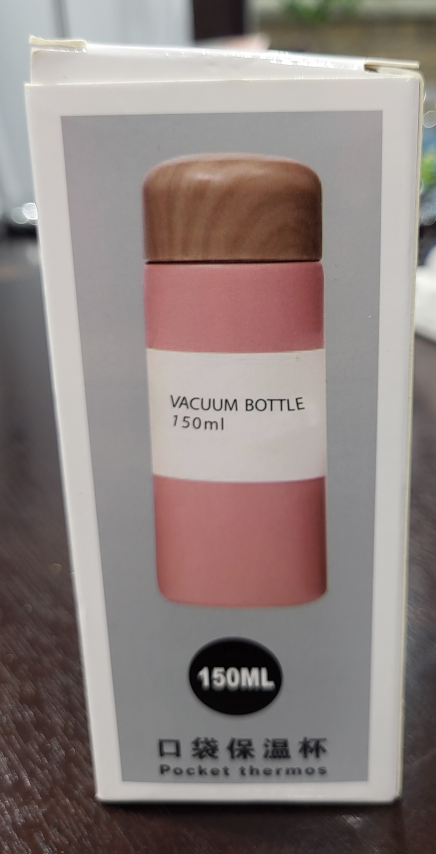 VACUUM BOTTLE
150ml
150ML
口袋保温杯
Pocket thermos